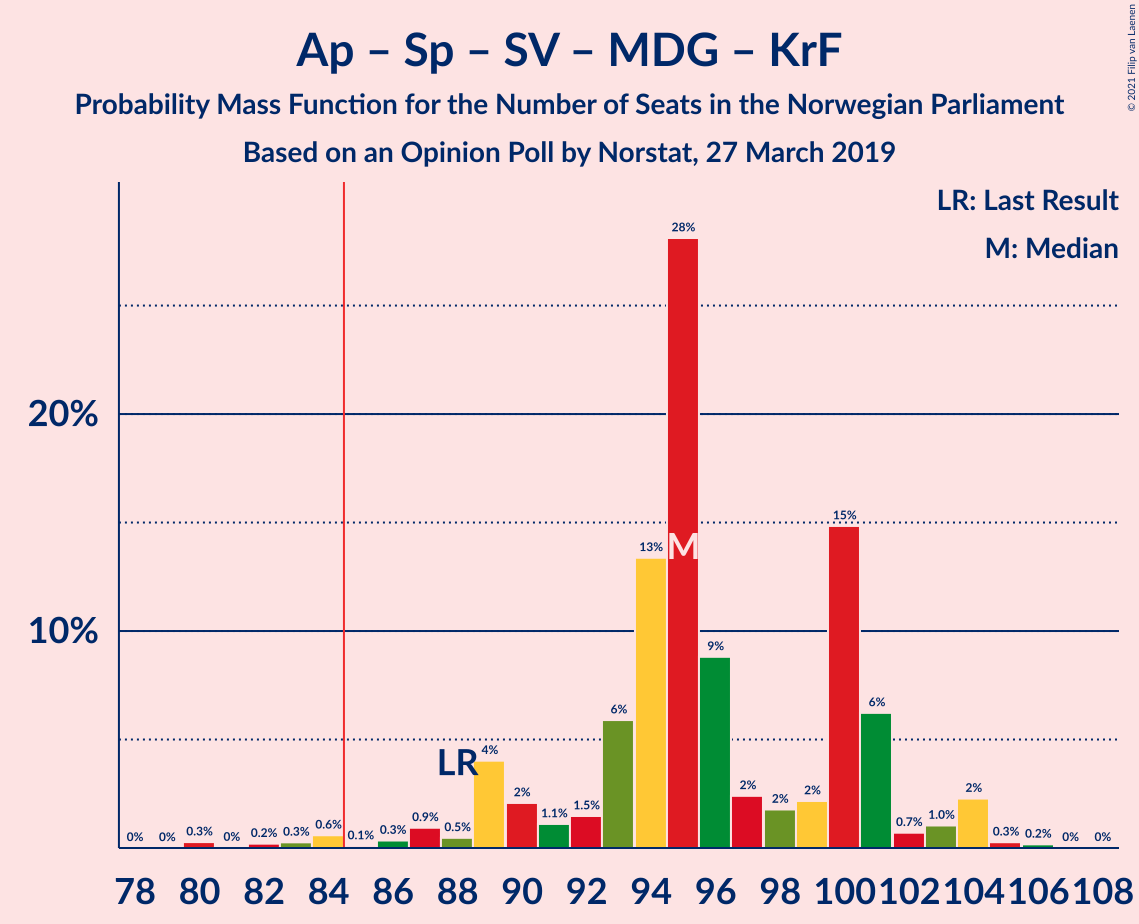 Ap – Sp – SV – MDG – KrF
Probability Mass Function for the Number of Seats in the Norwegian Parliament
Based on an Opinion Poll by Norstat, 27 March 2019
© 2021 Filip van Laenen
LR: Last Result
M: Median
20%
10%
0% 0% 0.3% 0% 0.2% 0.3% 0.6% 0.1% 0.3% 0.9% 0.5% 4% 2% 1.1% 1.5% 6% 13% 28% 9% 2% 2% 2% 15% 6% 0.7% 1.0% 2% 0.3% 0.2% 0% 0%
LR
M
78 80 82 84 86 88 90 92 94 96 98 100 102 104 106 108